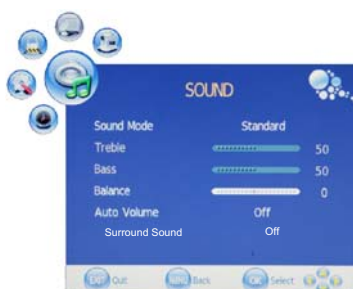 SOUND
Sound Mode Standard
Treble 50
Bass 50
Balance 0
Auto Volume Off
Surround Sound Off
EXIT Quit MENU Back OK Select